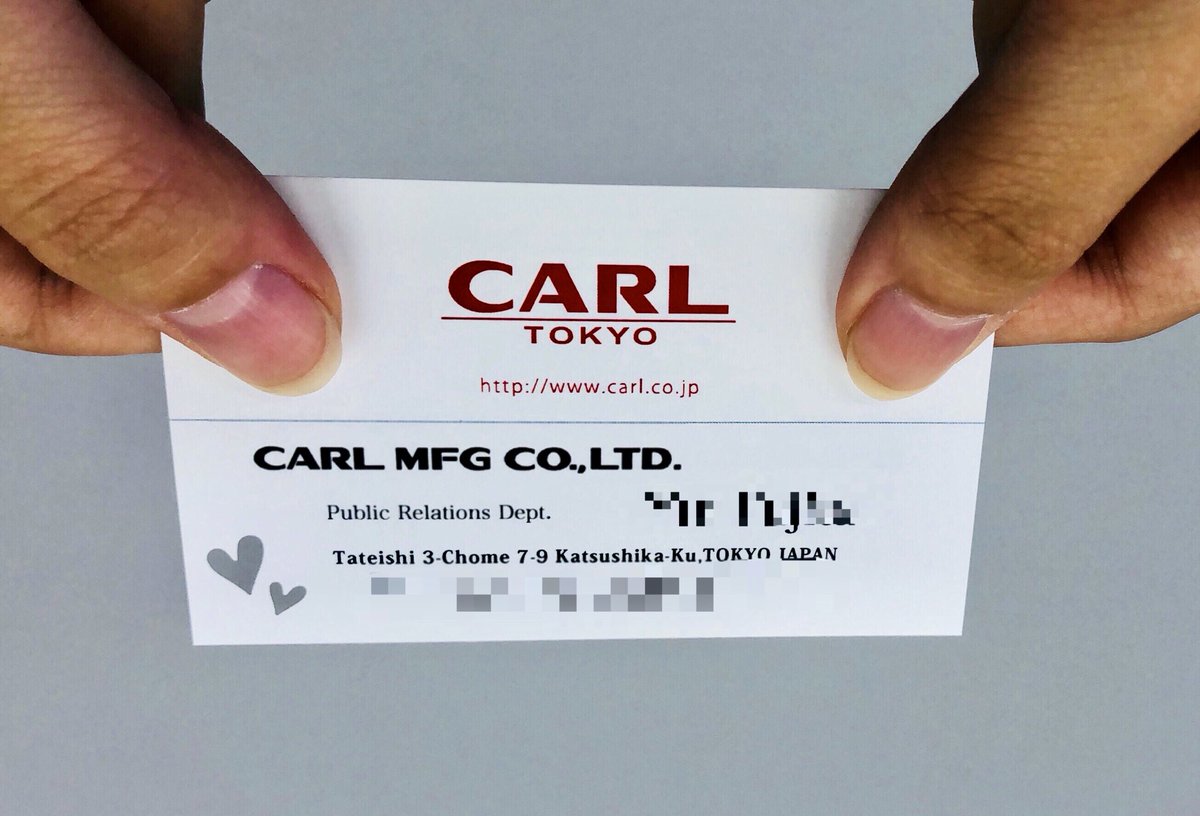 CARL
TOKYO
http://www.carl.co.jp
CARL MFG CO.,LTD.
Public Relations Dept.
Tateishi 3-Chome 7-9 Katsushika-Ku,TOKYO JAPAN